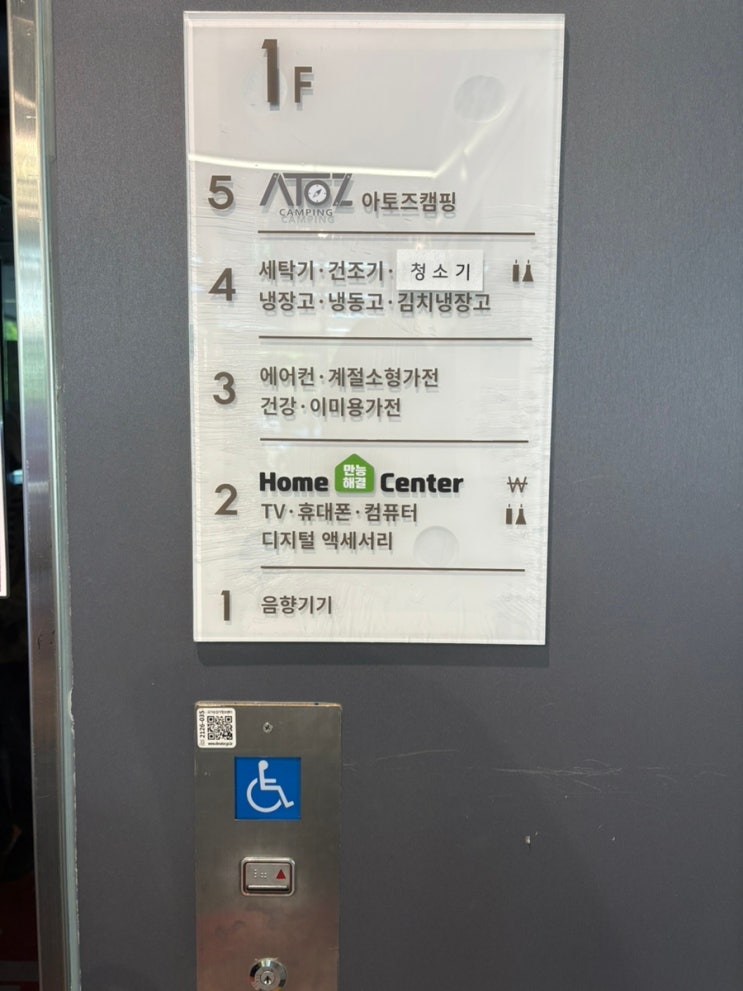 1F
5 ATOZ CAMPING 아토즈캠핑
4 세탁기·건조기· 청 소 기
냉장고·냉동고·김치냉장고
3 에어컨·계절소형가전
건강·이미용가전
2 Home 만능해결 Center ₩
TV·휴대폰·컴퓨터
디지털 액세서리
1 음향기기
2126-035